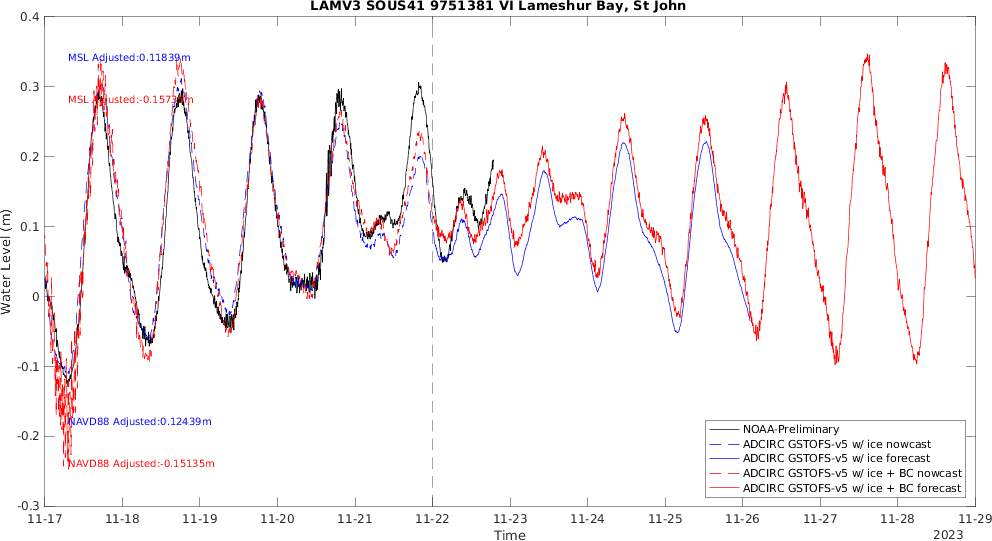 LAMV3 SOUS41 9751381 VI Lameshur Bay, St John
0.4
0.3
0.2
0.1
0
-0.1
-0.2
-0.3
Water Level (m)
MSL Adjusted:0.11839m
MSL Adjusted:
NAVD88 Adjusted:0.12439m
NAVD88 Adjusted:-0.15135m
NOAA-Preliminary
ADCIRC GSTOFS-v5 w/ ice nowcast
ADCIRC GSTOFS-v5 w/ ice forecast
ADCIRC GSTOFS-v5 w/ ice + BC nowcast
ADCIRC GSTOFS-v5 w/ ice + BC forecast
11-17 11-18 11-19 11-20 11-21 11-22 11-23 11-24 11-25 11-26 11-27 11-28 11-29
Time
2023